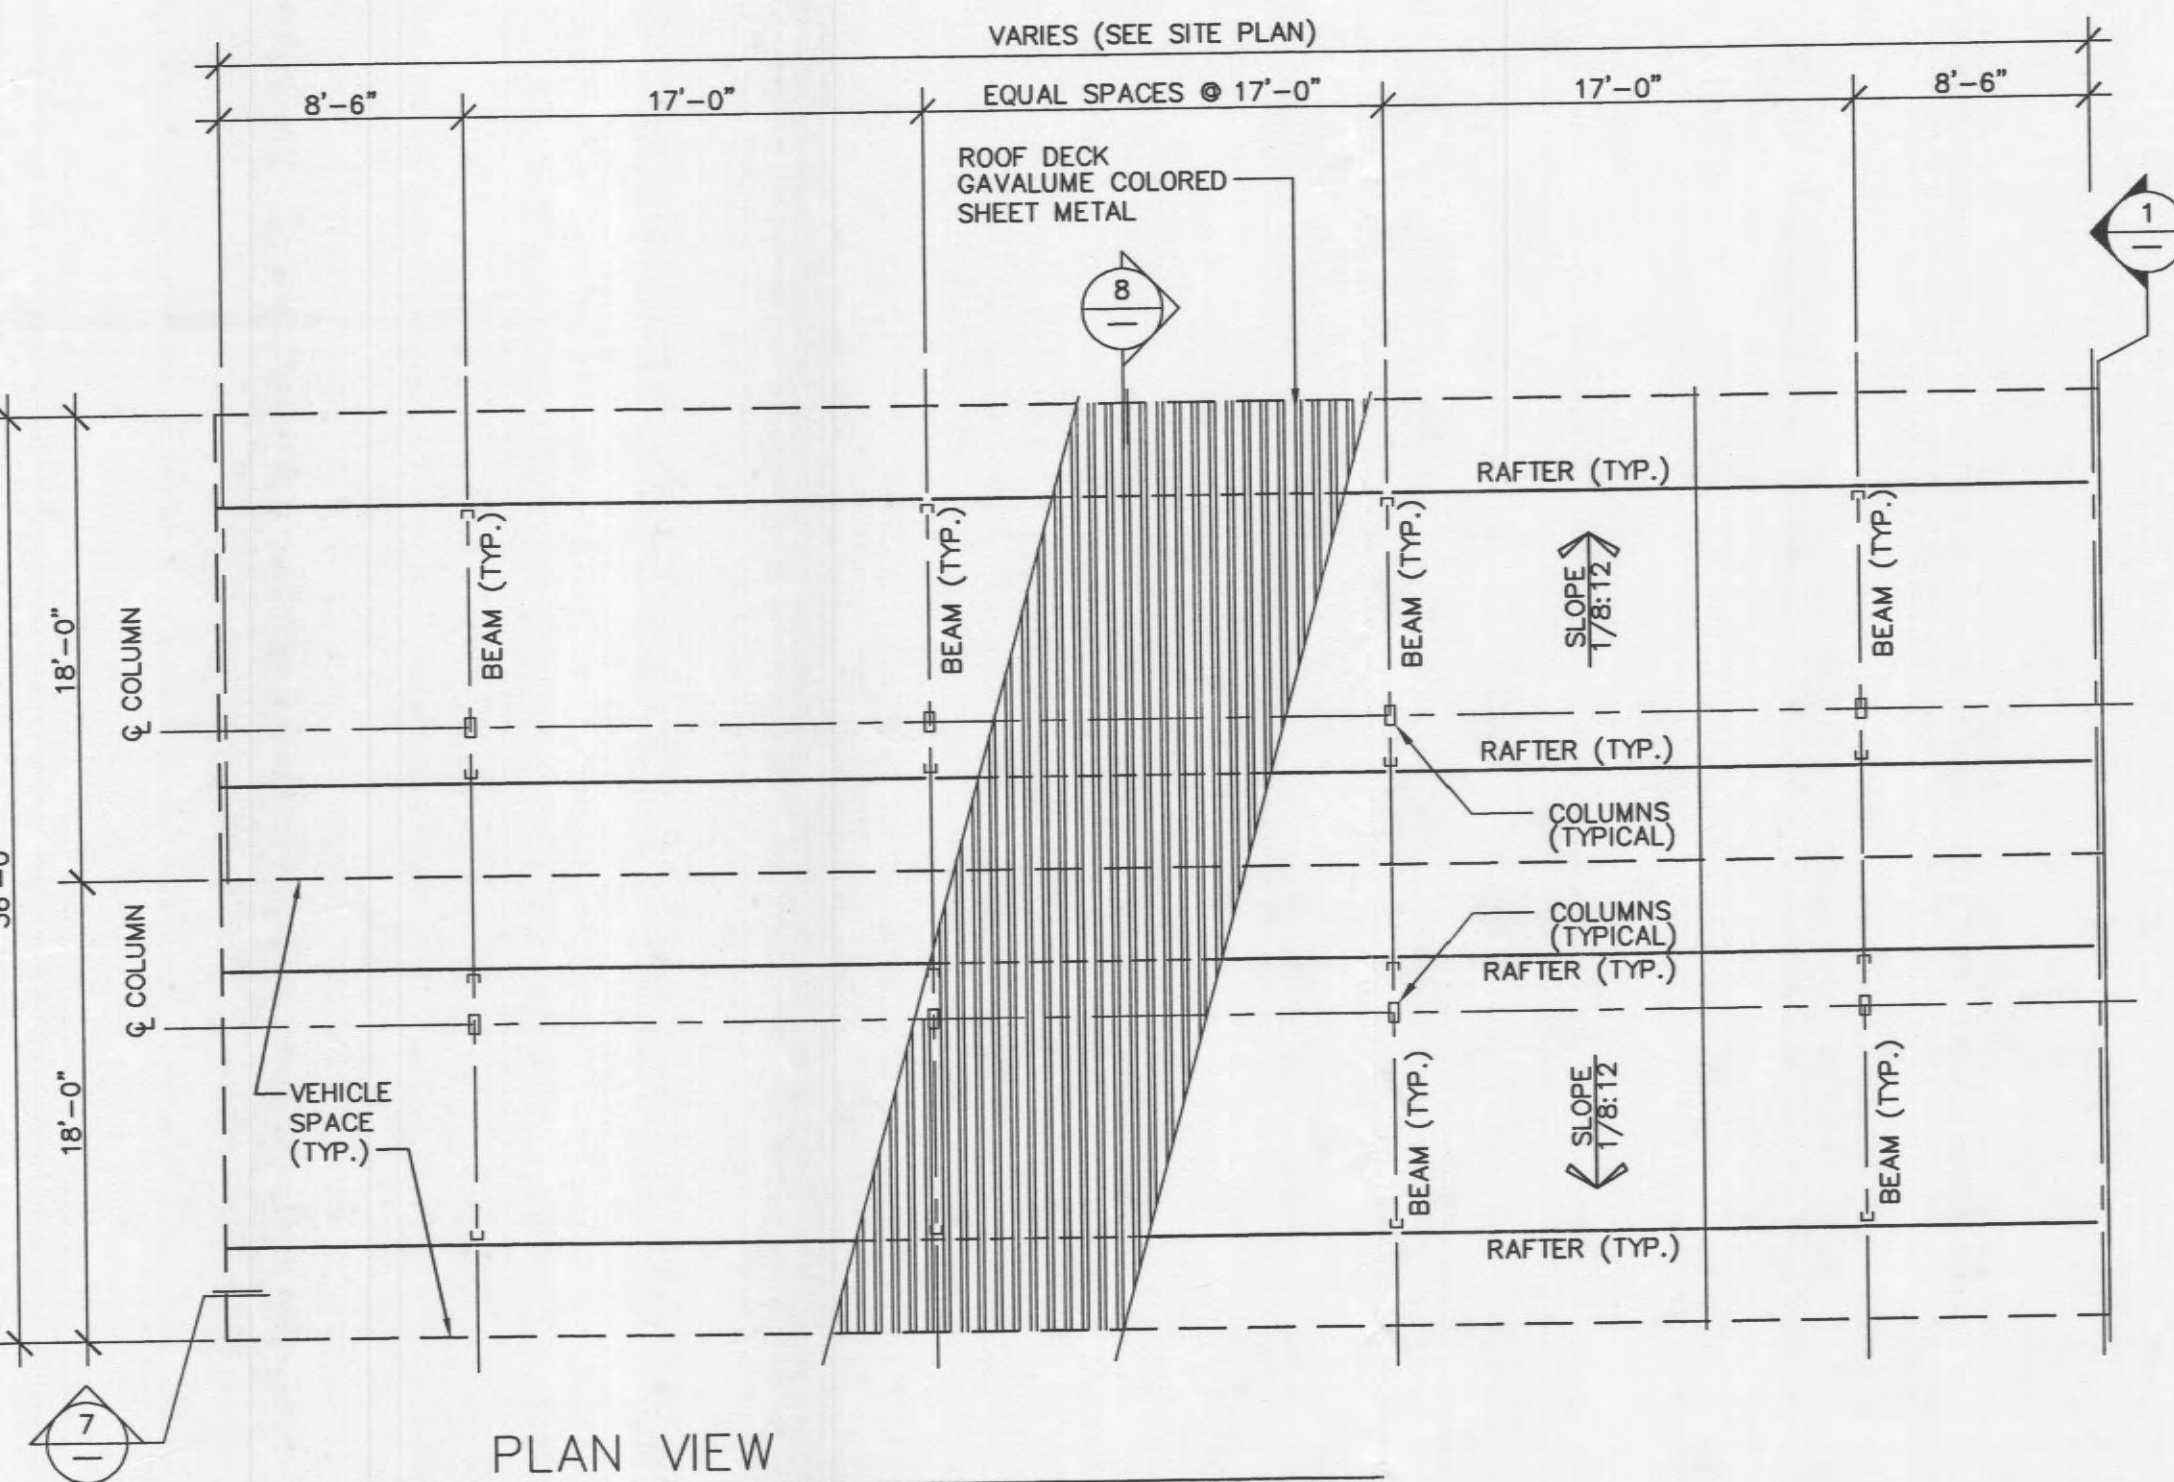 VARIES (SEE SITE PLAN)
8'-6"
17'-0"
EQUAL SPACES @ 17'-0"
17'-0"
8'-6"
ROOF DECK
GAVALUME COLORED
SHEET METAL
1
8
RAFTER (TYP.)
BEAM (TYP.)
BEAM (TYP.)
BEAM (TYP.)
SLOPE
1/8:12
BEAM (TYP.)
18'-0"
℄ COLUMN
RAFTER (TYP.)
COLUMNS
(TYPICAL)
COLUMNS
(TYPICAL)
RAFTER (TYP.)
℄ COLUMN
18'-0"
VEHICLE
SPACE
(TYP.)
BEAM (TYP.)
SLOPE
1/8:12
BEAM (TYP.)
RAFTER (TYP.)
7
PLAN VIEW